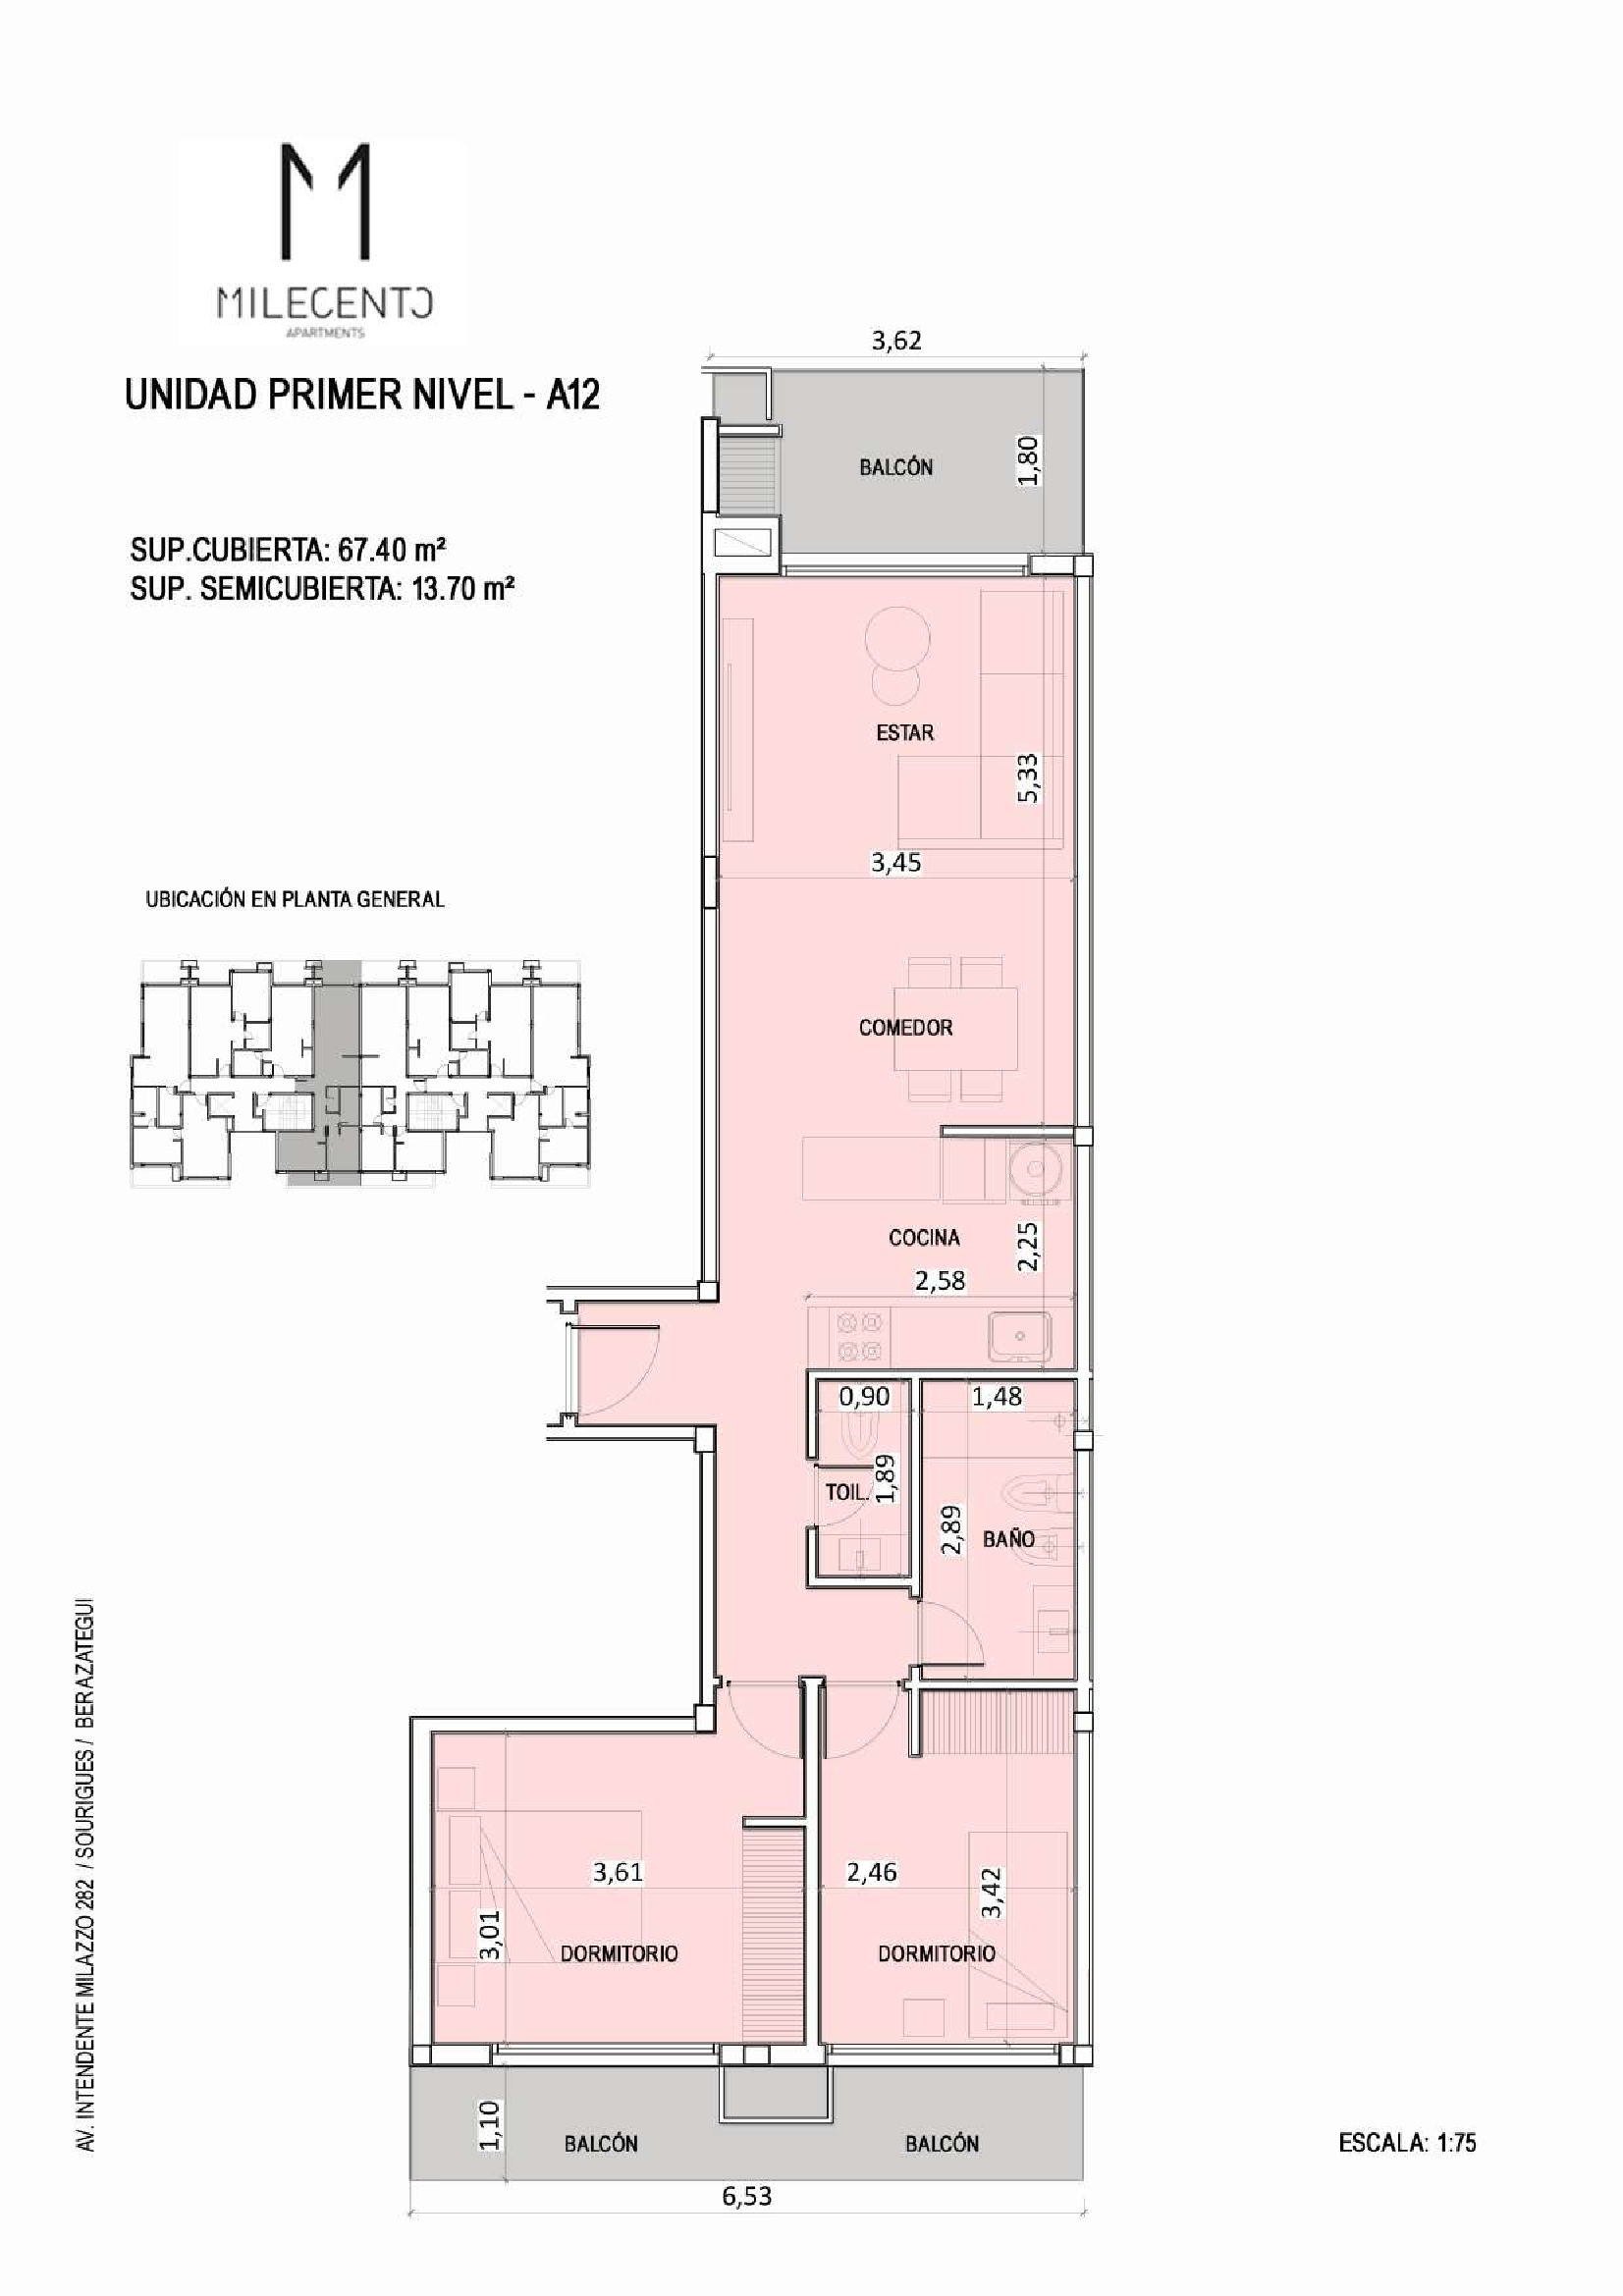 MILECENTO
APARTMENTS
UNIDAD PRIMER NIVEL - A12
SUP.CUBIERTA: 67.40 m²
SUP. SEMICUBIERTA: 13.70 m²
UBICACIÓN EN PLANTA GENERAL
3,62
BALCÓN
1,80
ESTAR
5,33
3,45
COMEDOR
COCINA
2,25
2,58
0,90
1,48
1,89
TOIL.
2,89
BAÑO
3,61
2,46
3,42
3,01
DORMITORIO
DORMITORIO
1,10
BALCÓN
BALCÓN
6,53
AV. INTENDENTE MILAZZO 282 / SOURIGUES / BERAZATEGUI
ESCALA: 1:75